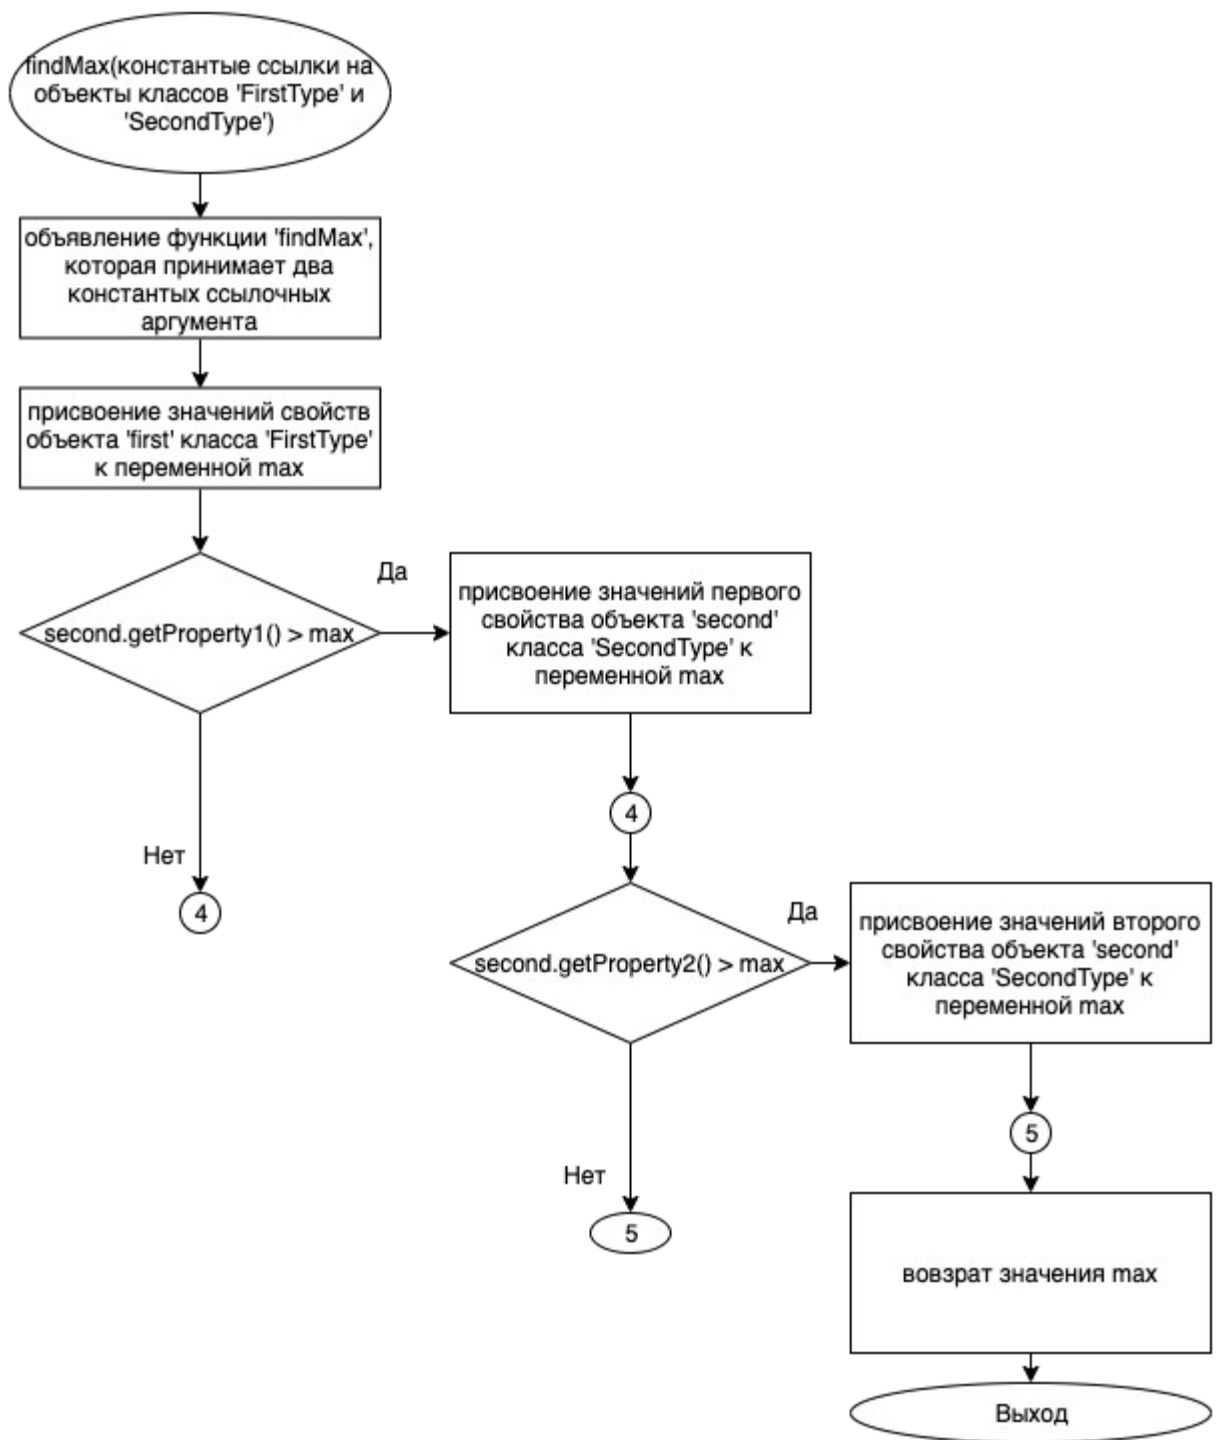 findMax(константые ссылки на
объекты классов 'FirstType' и
'SecondType')
объявление функции 'findMax',
которая принимает два
константых ссылочных
аргумента
присвоение значений свойств
объекта 'first' класса 'FirstType'
к переменной max
second.getProperty1() > max
Да
присвоение значений первого
свойства объекта 'second'
класса 'SecondType' к
переменной max
Нет
4
4
second.getProperty2() > max
Да
присвоение значений второго
свойства объекта 'second'
класса 'SecondType' к
переменной max
Нет
5
5
вовзрат значения max
Выход